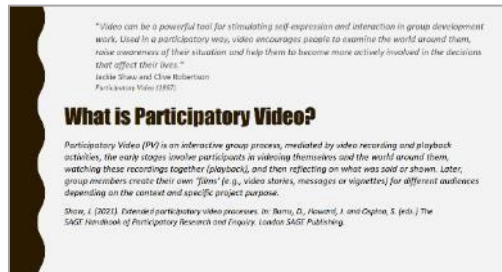 "Video can be a powerful tool for stimulating self-expression and interaction in group development
work. Used in a participatory way, video encourages people to examine the world around them,
raise awareness of their situation and help them to become more actively involved in the decisions
that affect their lives."
Jackie Shaw and Clive Robertson
Participatory Video (1997)
What is Participatory Video?
Participatory Video (PV) is an interactive group process, mediated by video recording and playback
activities, the early stages involve participants in videoing themselves and the world around them,
watching these recordings together (playback), and then reflecting on what was said or shown. Later,
group members create their own 'films' (e.g., video stories, messages or vignettes) for different audiences
depending on the context and specific project purpose.
Shaw, J. (2021). Extended participatory video processes. In: Burns, D., Howard, J. and Ospina, S. (eds.) The
SAGE Handbook of Participatory Research and Enquiry. London SAGE Publishing.